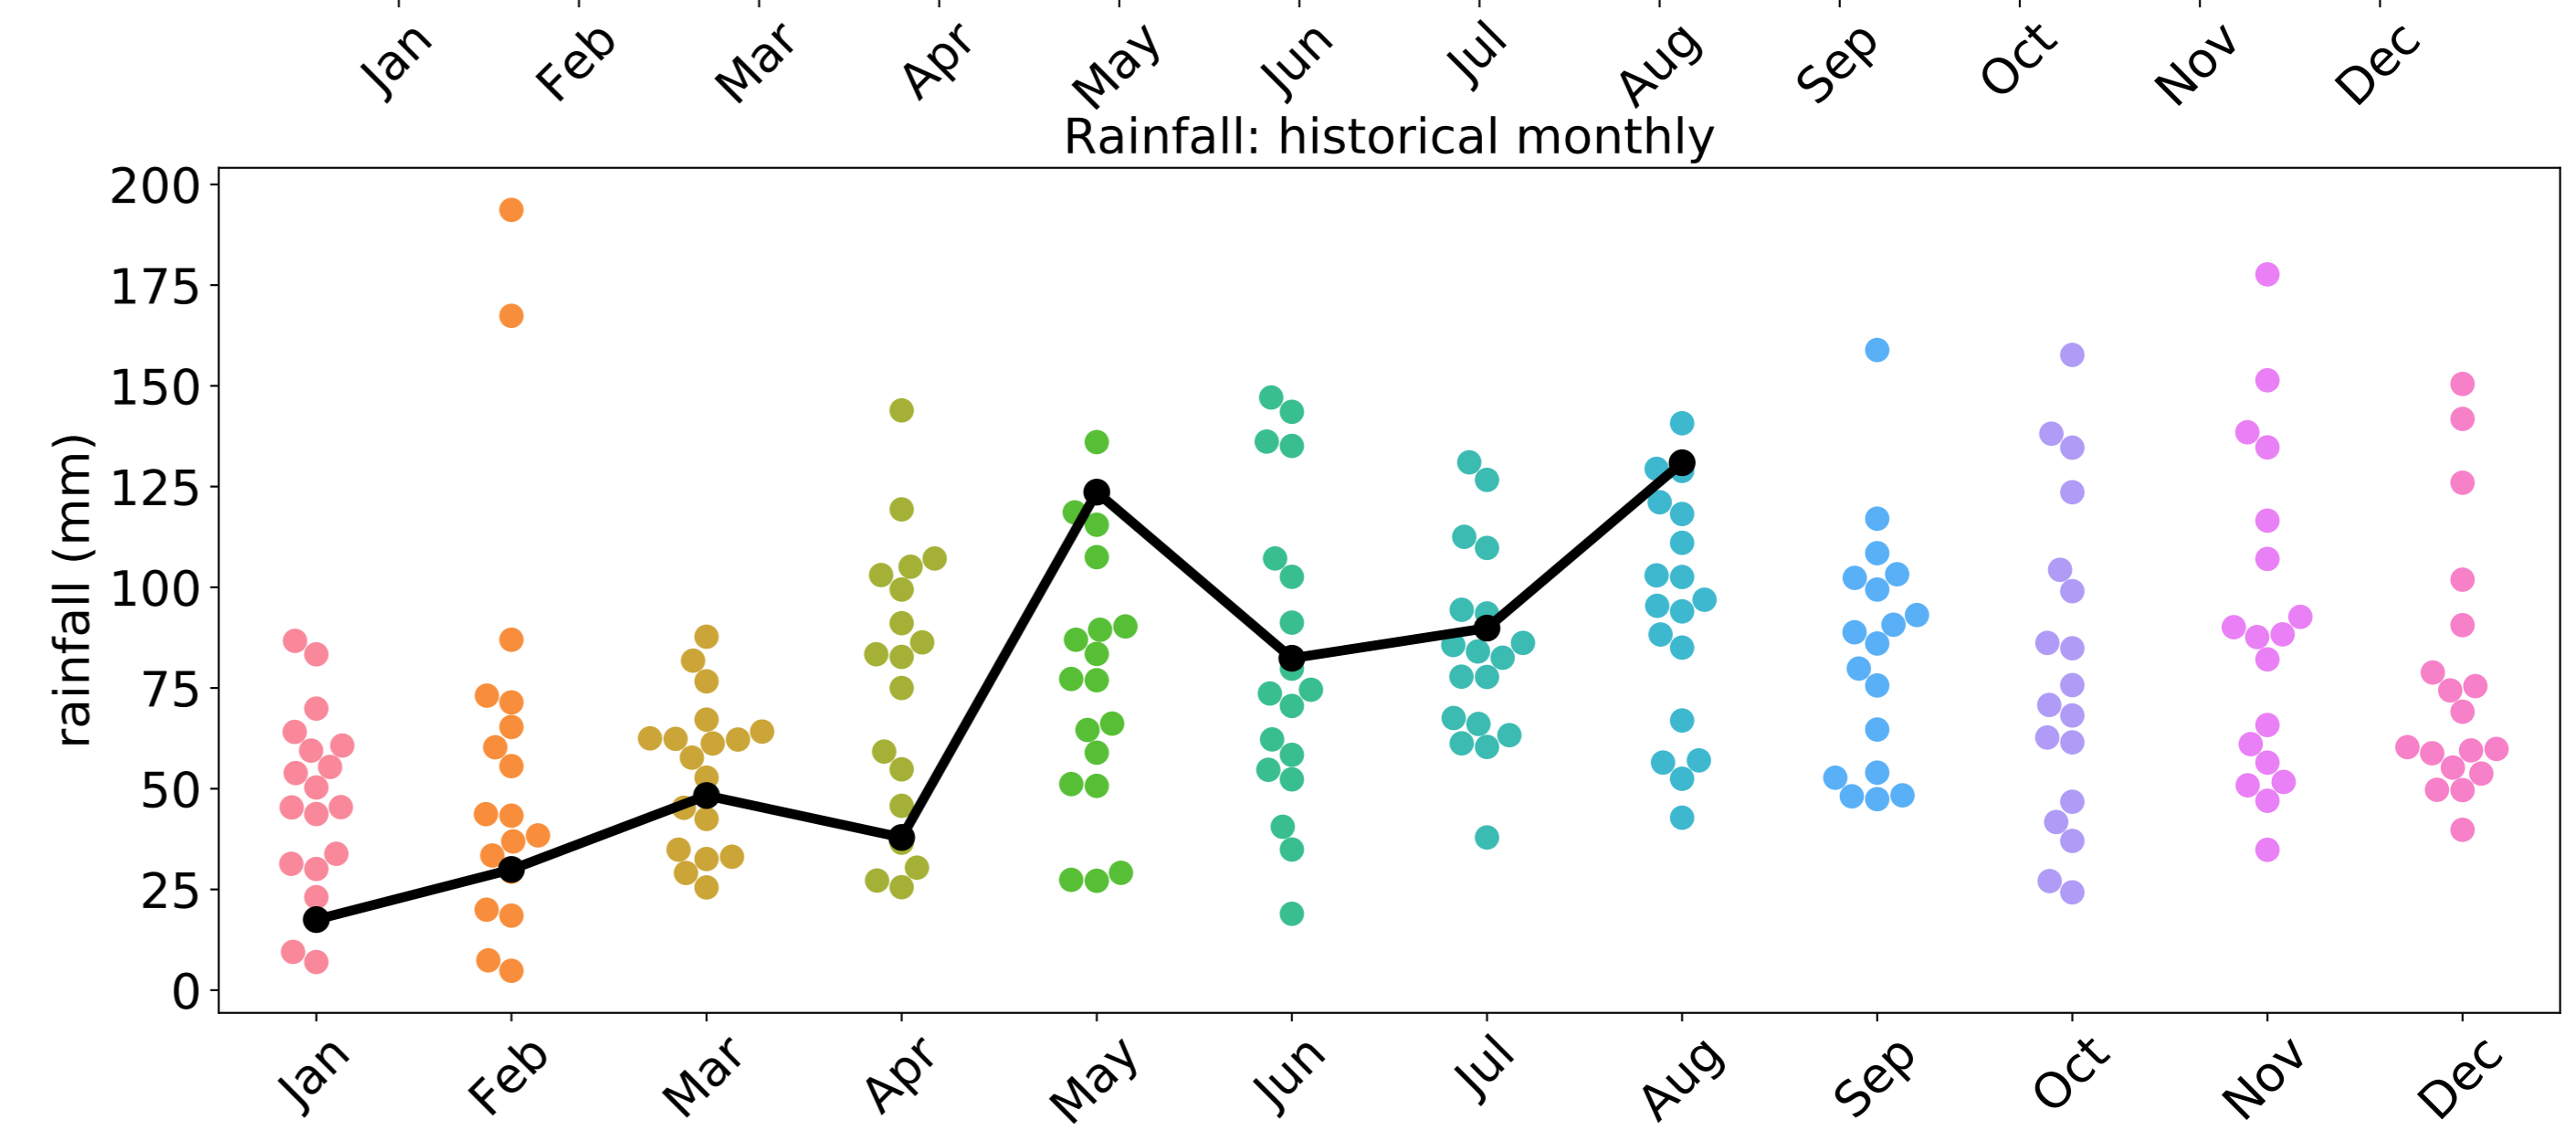 Jan Feb Mar Apr May Jun Jul Aug Sep Oct Nov Dec
Rainfall: historical monthly
200
175
150
125
100
75
50
25
0
rainfall (mm)
Jan Feb Mar Apr May Jun Jul Aug Sep Oct Nov Dec